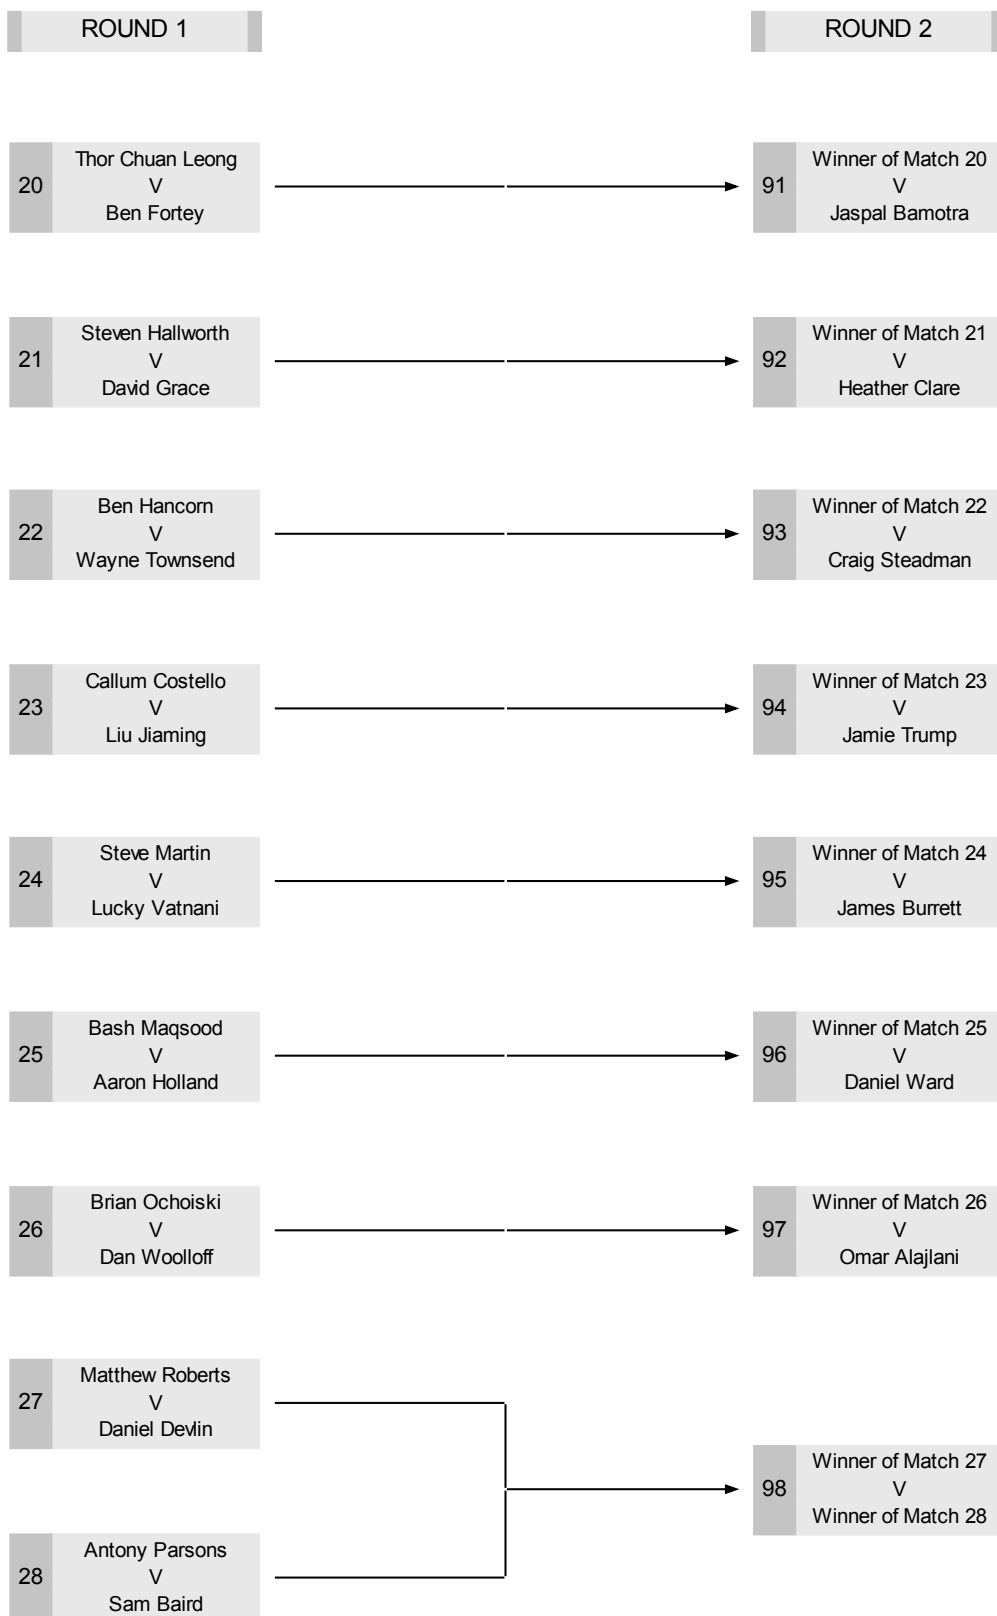 ROUND 1
ROUND 2
20
Thor Chuan Leong
V
Ben Fortey
91
Winner of Match 20
V
Jaspal Bamotra
21
Steven Hallworth
V
David Grace
92
Winner of Match 21
V
Heather Clare
22
Ben Hancorn
V
Wayne Townsend
93
Winner of Match 22
V
Craig Steadman
23
Callum Costello
V
Liu Jiaming
94
Winner of Match 23
V
Jamie Trump
24
Steve Martin
V
Lucky Vatnani
95
Winner of Match 24
V
James Burrett
25
Bash Maqsood
V
Aaron Holland
96
Winner of Match 25
V
Daniel Ward
26
Brian Ochoiski
V
Dan Woolloff
97
Winner of Match 26
V
Omar Alajlani
27
Matthew Roberts
V
Daniel Devlin
98
Winner of Match 27
V
Winner of Match 28
28
Antony Parsons
V
Sam Baird